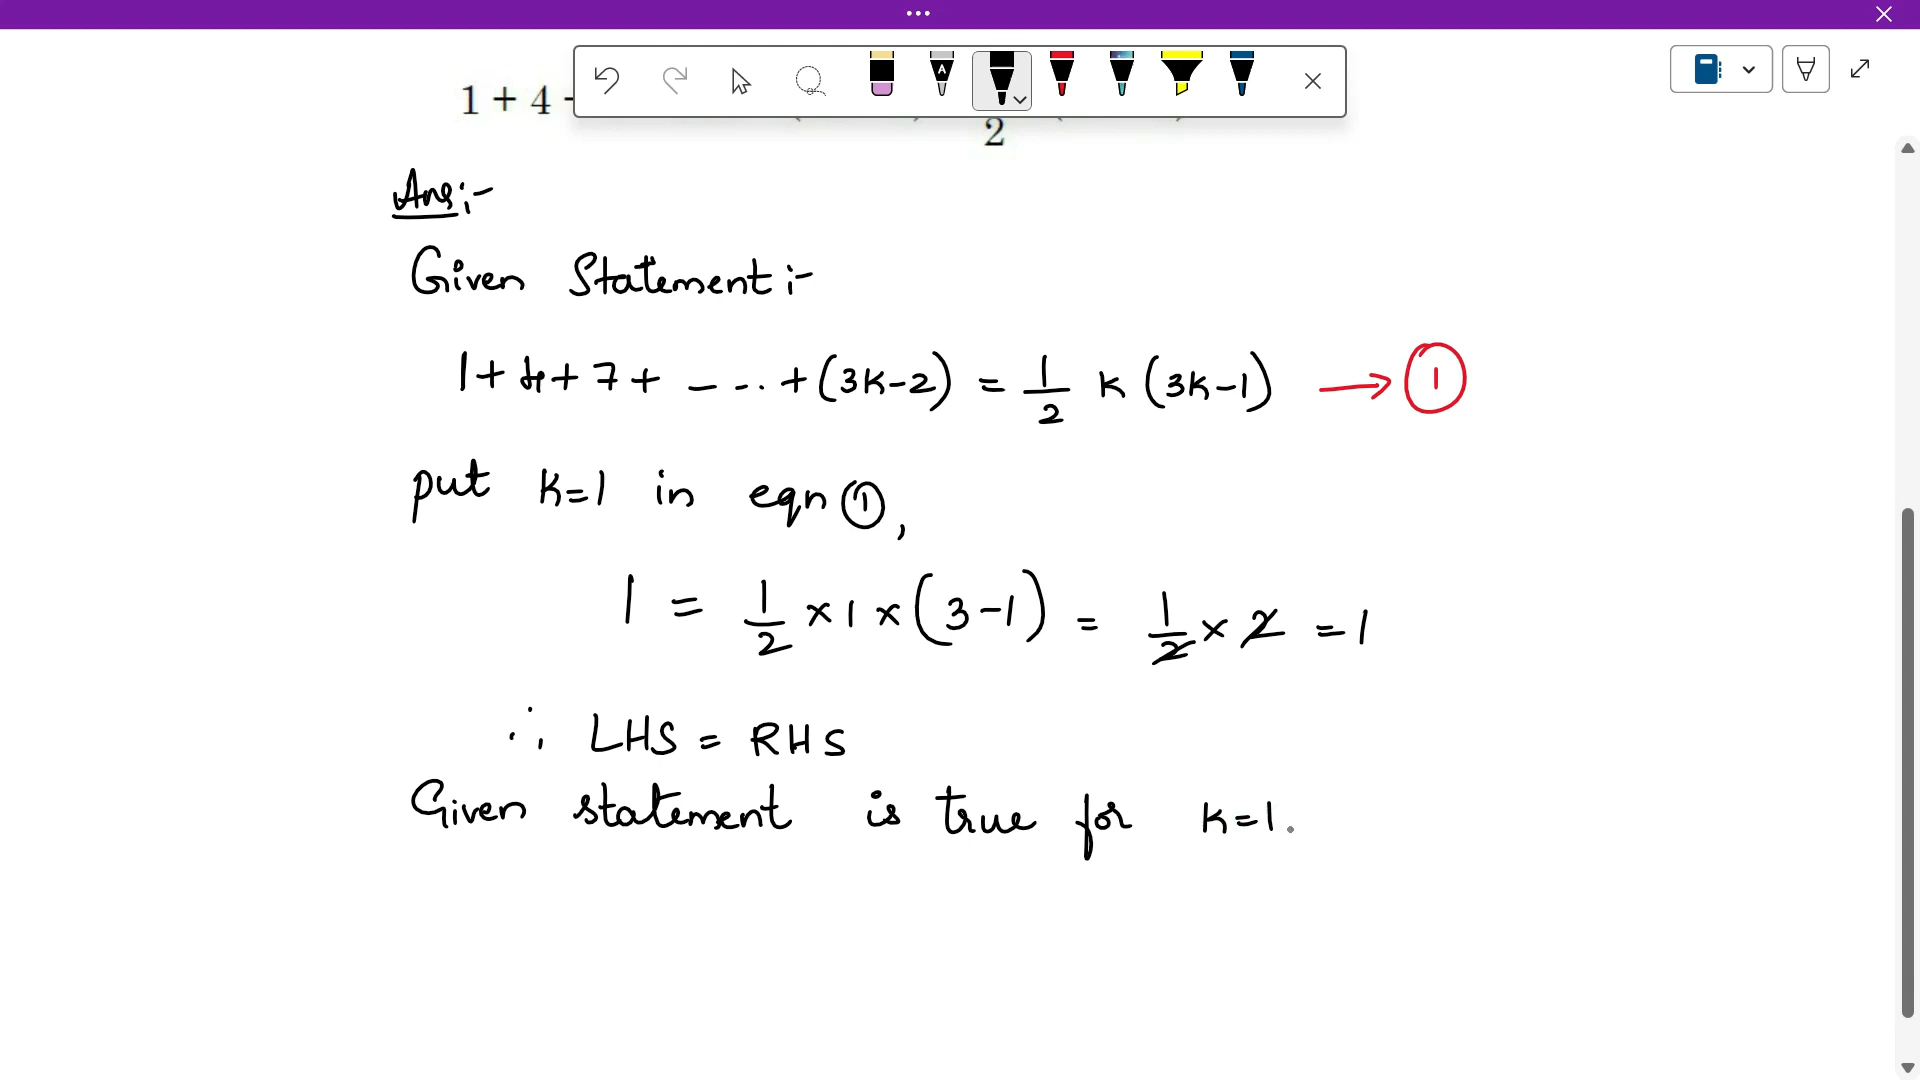 1 + 4
2
Ans:-
Given Statement:-
1+4+7+ - - .. +(3k-2) = 1/2 k (3k-1) → ①
put k=1 in eqn ①,
1 = 1/2 × 1 × (3-1) = 1/2 × 2 = 1
∴ LHS = RHS
Given statement is true for k=1.